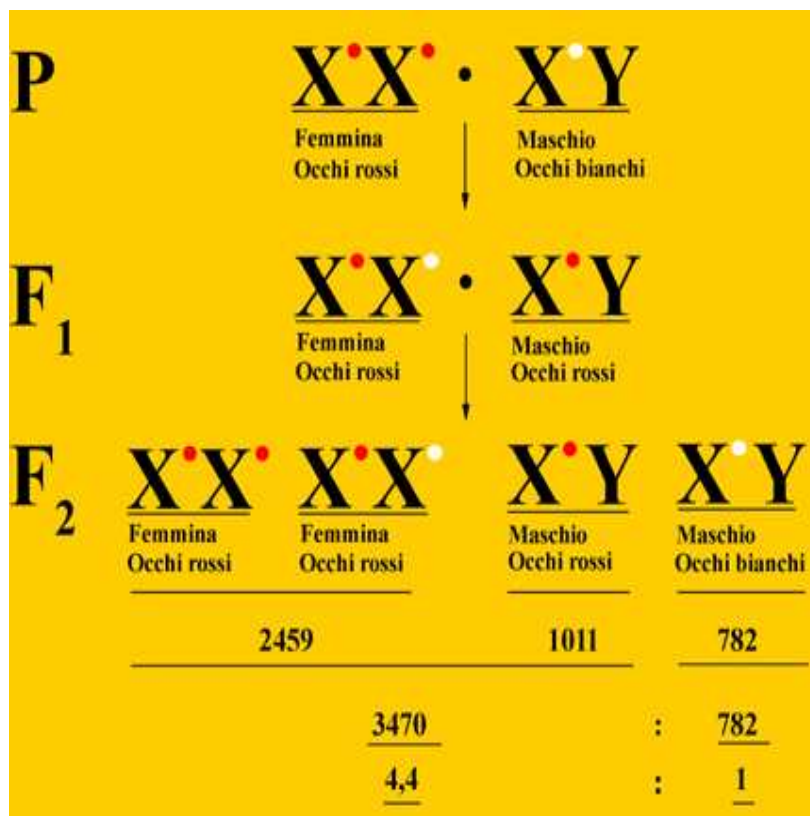 P XX • XY
Femmina Maschio
Occhi rossi Occhi bianchi
F1 XX • XY
Femmina Maschio
Occhi rossi Occhi rossi
F2 XX XX XY XY
Femmina Femmina Maschio Maschio
Occhi rossi Occhi rossi Occhi rossi Occhi bianchi
2459 1011 782
3470 : 782
4,4 : 1